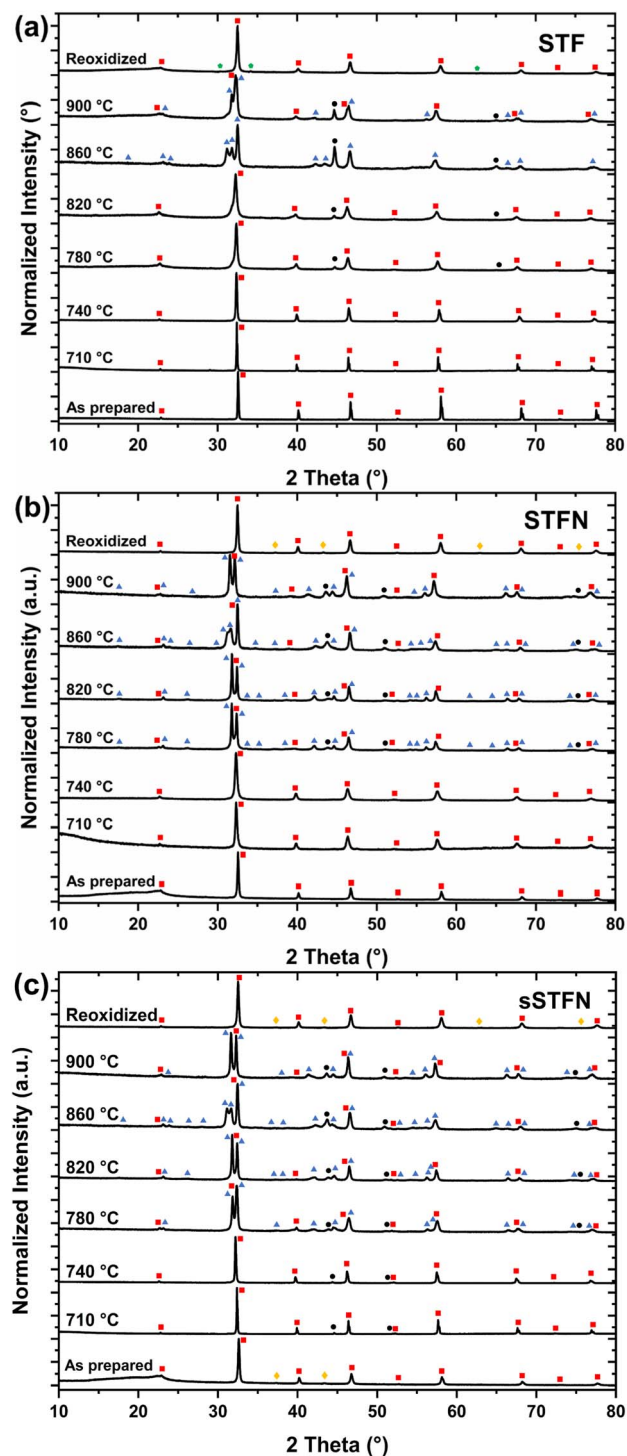 (a)
STF
Reoxidized
900 °C
860 °C
820 °C
780 °C
740 °C
710 °C
As prepared
Normalized Intensity (°)
10 20 30 40 50 60 70 80
2 Theta (°)
(b)
STFN
Reoxidized
900 °C
860 °C
820 °C
780 °C
740 °C
710 °C
As prepared
Normalized Intensity (a.u.)
10 20 30 40 50 60 70 80
2 Theta (°)
(c)
sSTFN
Reoxidized
900 °C
860 °C
820 °C
780 °C
740 °C
710 °C
As prepared
Normalized Intensity (a.u.)
10 20 30 40 50 60 70 80
2 Theta (°)